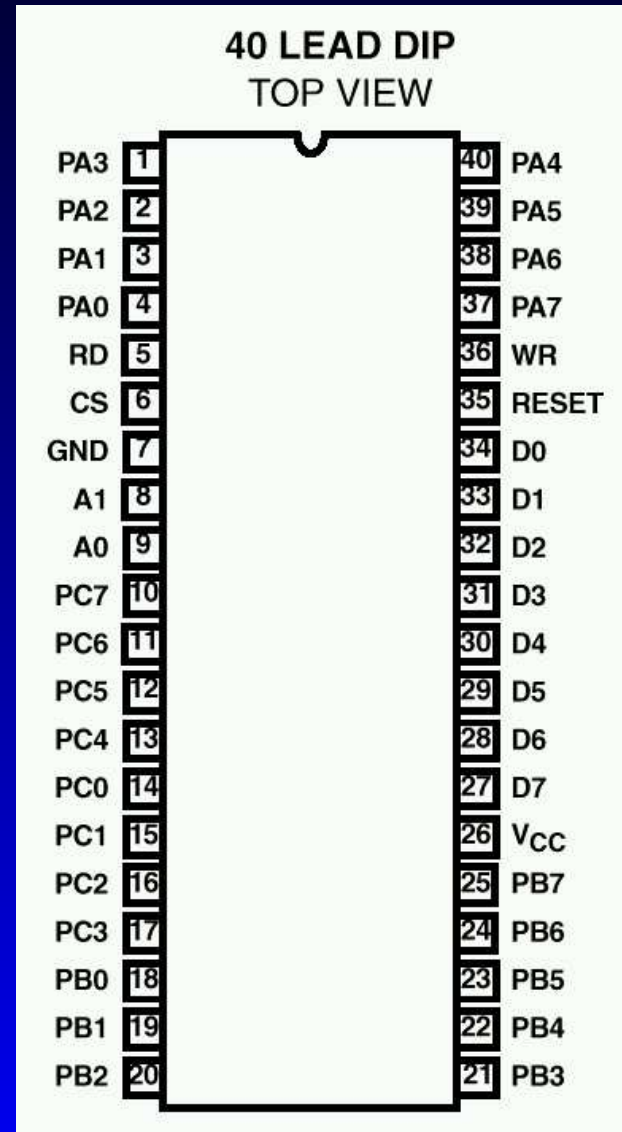 40 LEAD DIP
TOP VIEW
PA3 1 40 PA4
PA2 2 39 PA5
PA1 3 38 PA6
PA0 4 37 PA7
RD 5 36 WR
CS 6 35 RESET
GND 7 34 D0
A1 8 33 D1
A0 9 32 D2
PC7 10 31 D3
PC6 11 30 D4
PC5 12 29 D5
PC4 13 28 D6
PC0 14 27 D7
PC1 15 26 VCC
PC2 16 25 PB7
PC3 17 24 PB6
PB0 18 23 PB5
PB1 19 22 PB4
PB2 20 21 PB3